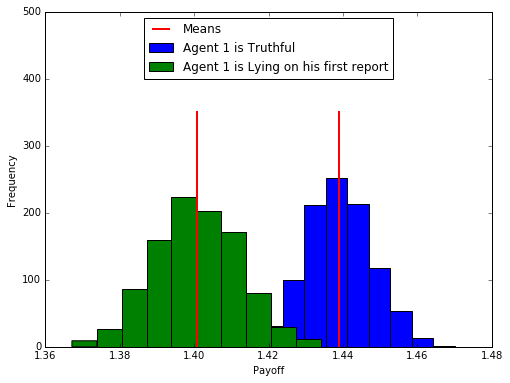 500
400
300
200
100
0
Frequency
Means
Agent 1 is Truthful
Agent 1 is Lying on his first report
1.36 1.38 1.40 1.42 1.44 1.46 1.48
Payoff